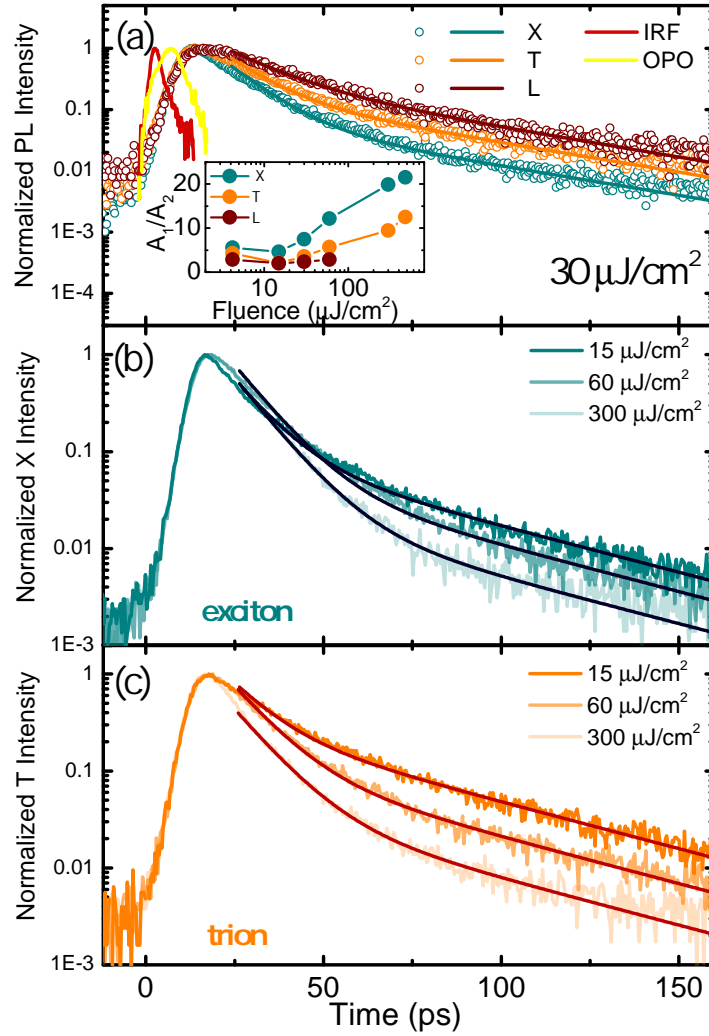 (a)
X
IRF
T
OPO
L
Normalized PL Intensity
1
0.1
0.01
1E-3
1E-4
X
T
L
A₁/A₂
20
10
0
10
100
Fluence (μJ/cm²)
30 μJ/cm²
(b)
15 μJ/cm²
60 μJ/cm²
300 μJ/cm²
Normalized X Intensity
1
0.1
0.01
1E-3
exciton
(c)
15 μJ/cm²
60 μJ/cm²
300 μJ/cm²
Normalized T Intensity
1
0.1
0.01
1E-3
trion
0
50
100
150
Time (ps)